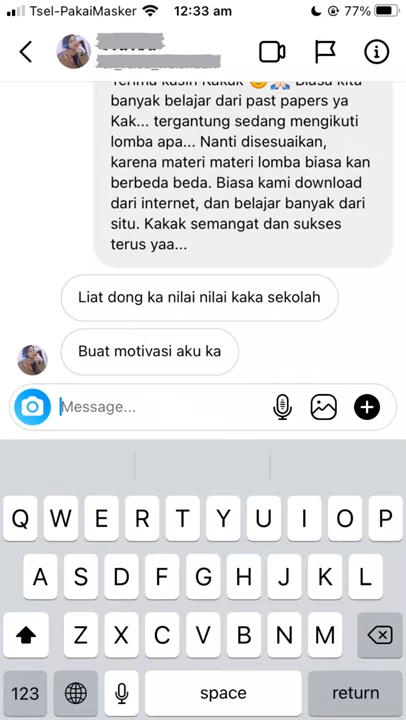 Tsel-PakaiMasker 12:33 am 77%
Terima kasih Kakak 😊🙏 Biasa kita
banyak belajar dari past papers ya
Kak... tergantung sedang mengikuti
lomba apa... Nanti disesuaikan,
karena materi materi lomba biasa kan
berbeda beda. Biasa kami download
dari internet, dan belajar banyak dari
situ. Kakak semangat dan sukses
terus yaa...
Liat dong ka nilai nilai kaka sekolah
Buat motivasi aku ka
Message...
Q W E R T Y U I O P
A S D F G H J K L
Z X C V B N M
123 space return